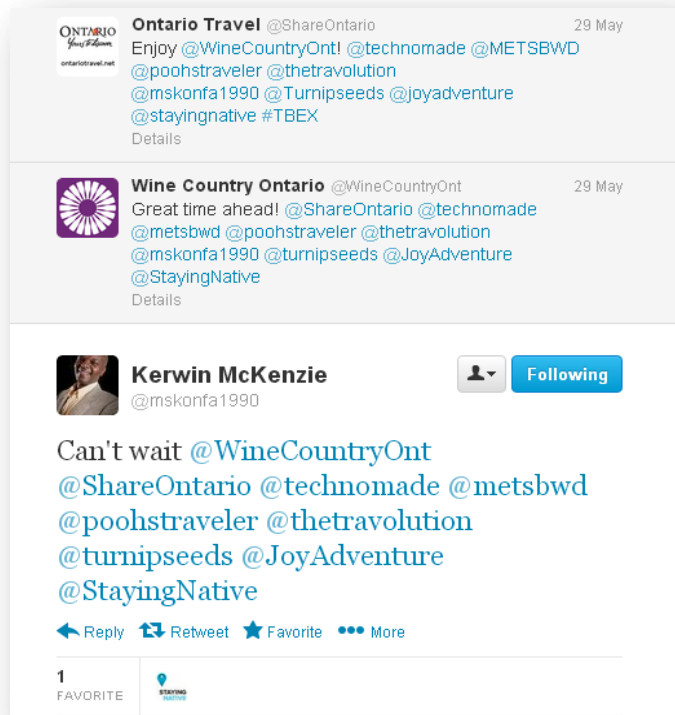 ONTARIO
Yours to discover
ontariotravel.net
Ontario Travel @ShareOntario 29 May
Enjoy @WineCountryOnt! @technomade @METSBWD
@poohstraveler @thetravolution
@mskonfa1990 @Turnipseeds @joyadventure
@stayingnative #TBEX
Details
Wine Country Ontario @WineCountryOnt 29 May
Great time ahead! @ShareOntario @technomade
@metsbwd @poohstraveler @thetravolution
@mskonfa1990 @turnipseeds @JoyAdventure
@StayingNative
Details
Kerwin McKenzie
@mskonfa1990
Following
Can't wait @WineCountryOnt
@ShareOntario @technomade @metsbwd
@poohstraveler @thetravolution
@turnipseeds @JoyAdventure
@StayingNative
Reply Retweet Favorite More
1
FAVORITE
STAYING
NATIVE